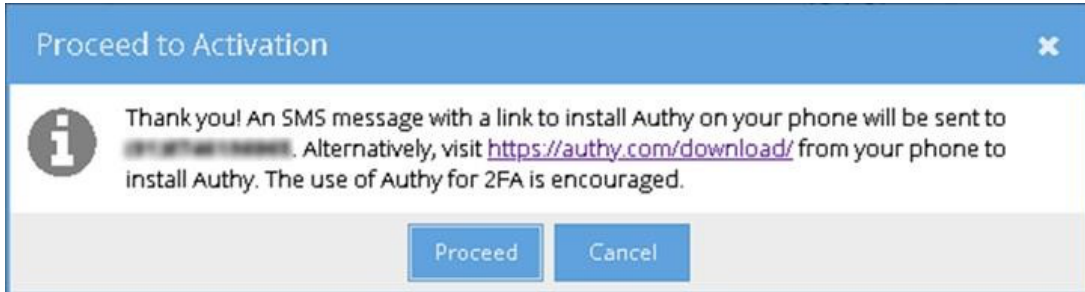 Proceed to Activation
Thank you! An SMS message with a link to install Authy on your phone will be sent to
. Alternatively, visit https://authy.com/download/ from your phone to
install Authy. The use of Authy for 2FA is encouraged.
Proceed Cancel